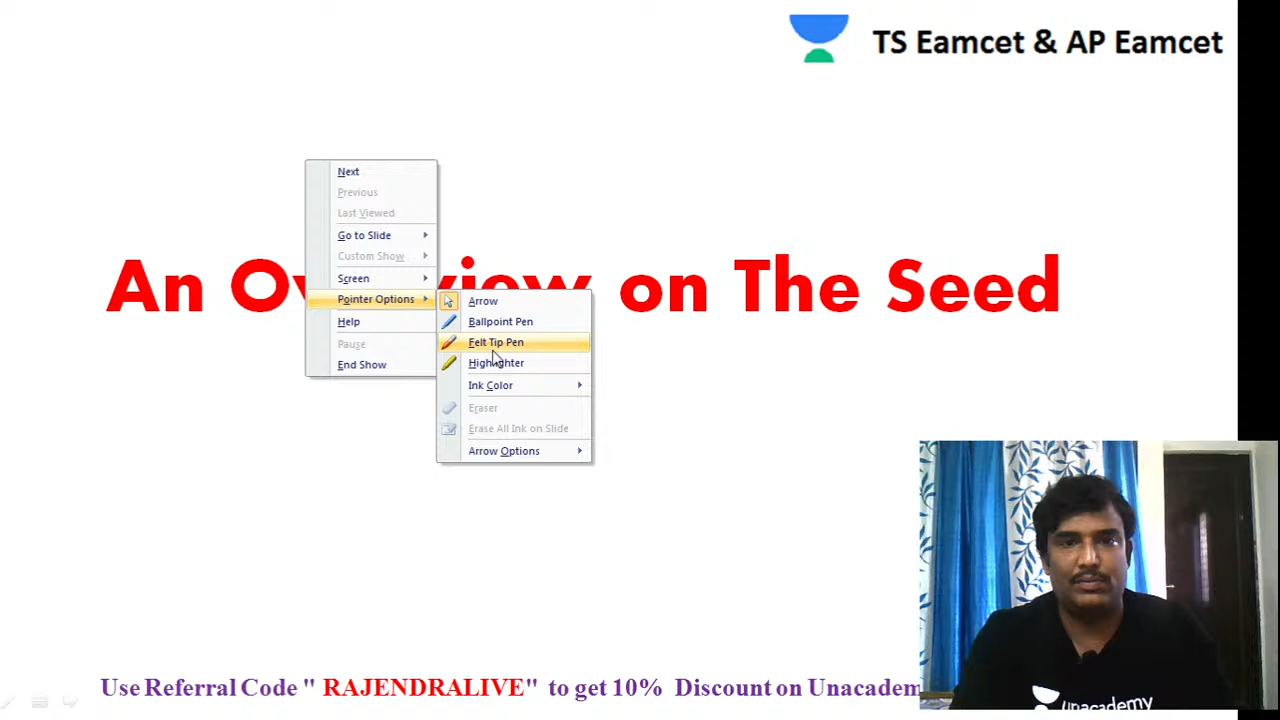 TS Eamcet & AP Eamcet
Next
Previous
Last Viewed
Go to Slide
Custom Show
Screen
Pointer Options
Help
Pause
End Show
Arrow
Ballpoint Pen
Felt Tip Pen
Highlighter
Ink Color
Eraser
Erase All Ink on Slide
Arrow Options
An Ov view on The Seed
Use Referral Code " RAJENDRALIVE" to get 10% Discount on Unacadem
unacademy